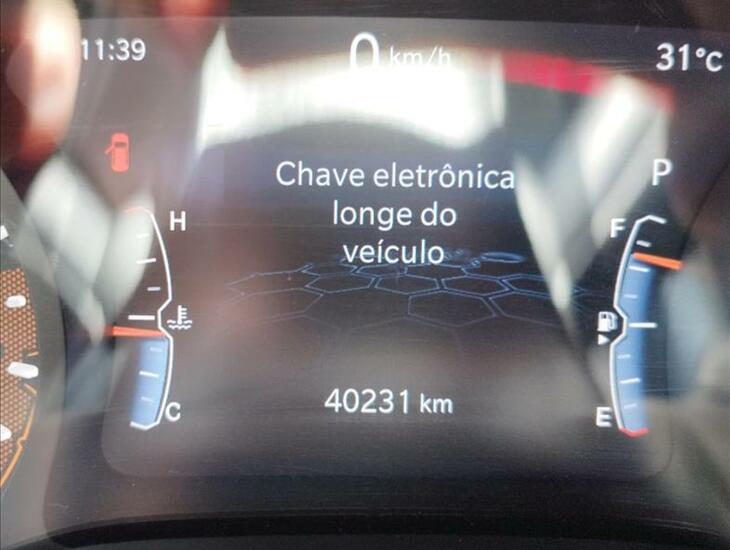 11:39 0 km/h 31°C
Chave eletrônica P
longe do
H F
veículo
40231 km
C E